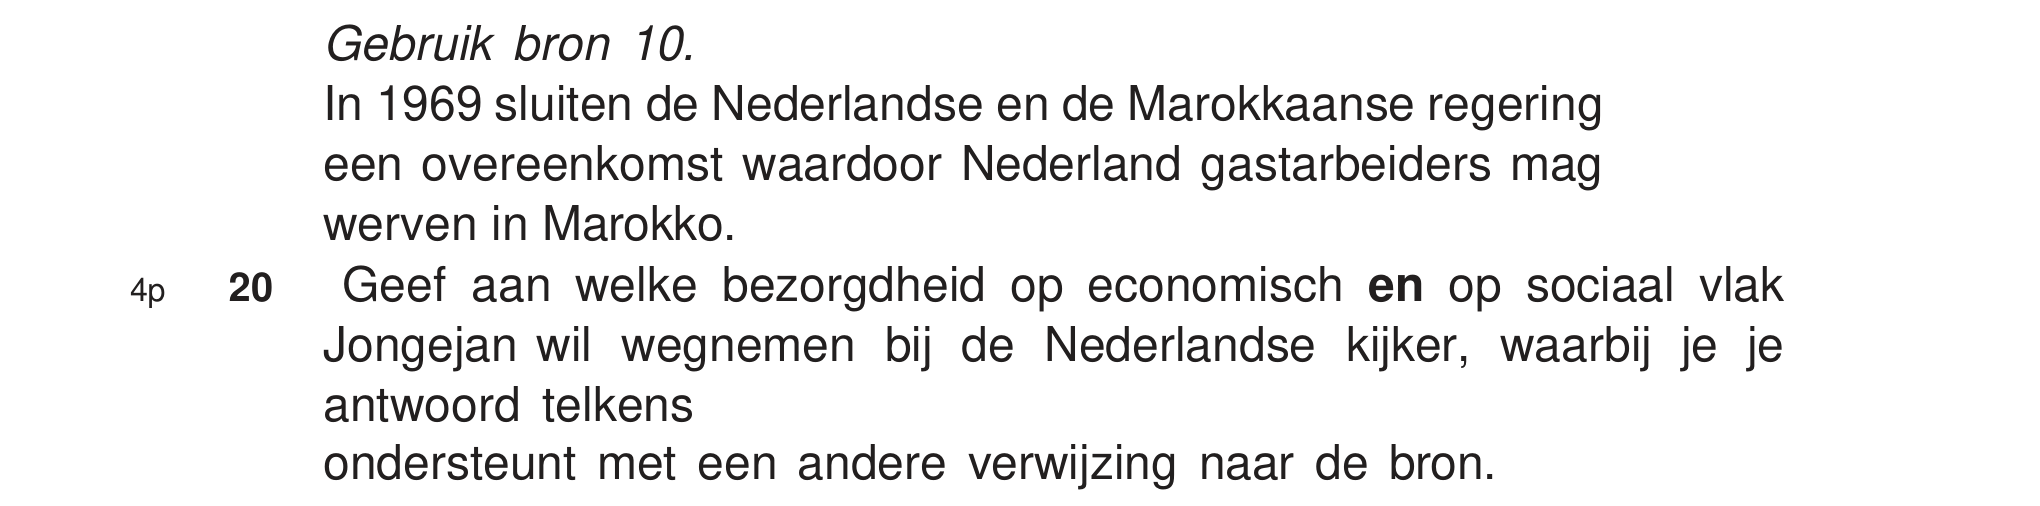 Gebruik bron 10.
In 1969 sluiten de Nederlandse en de Marokkaanse regering
een overeenkomst waardoor Nederland gastarbeiders mag
werven in Marokko.
4p 20 Geef aan welke bezorgdheid op economisch en op sociaal vlak
Jongejan wil wegnemen bij de Nederlandse kijker, waarbij je je
antwoord telkens
ondersteunt met een andere verwijzing naar de bron.